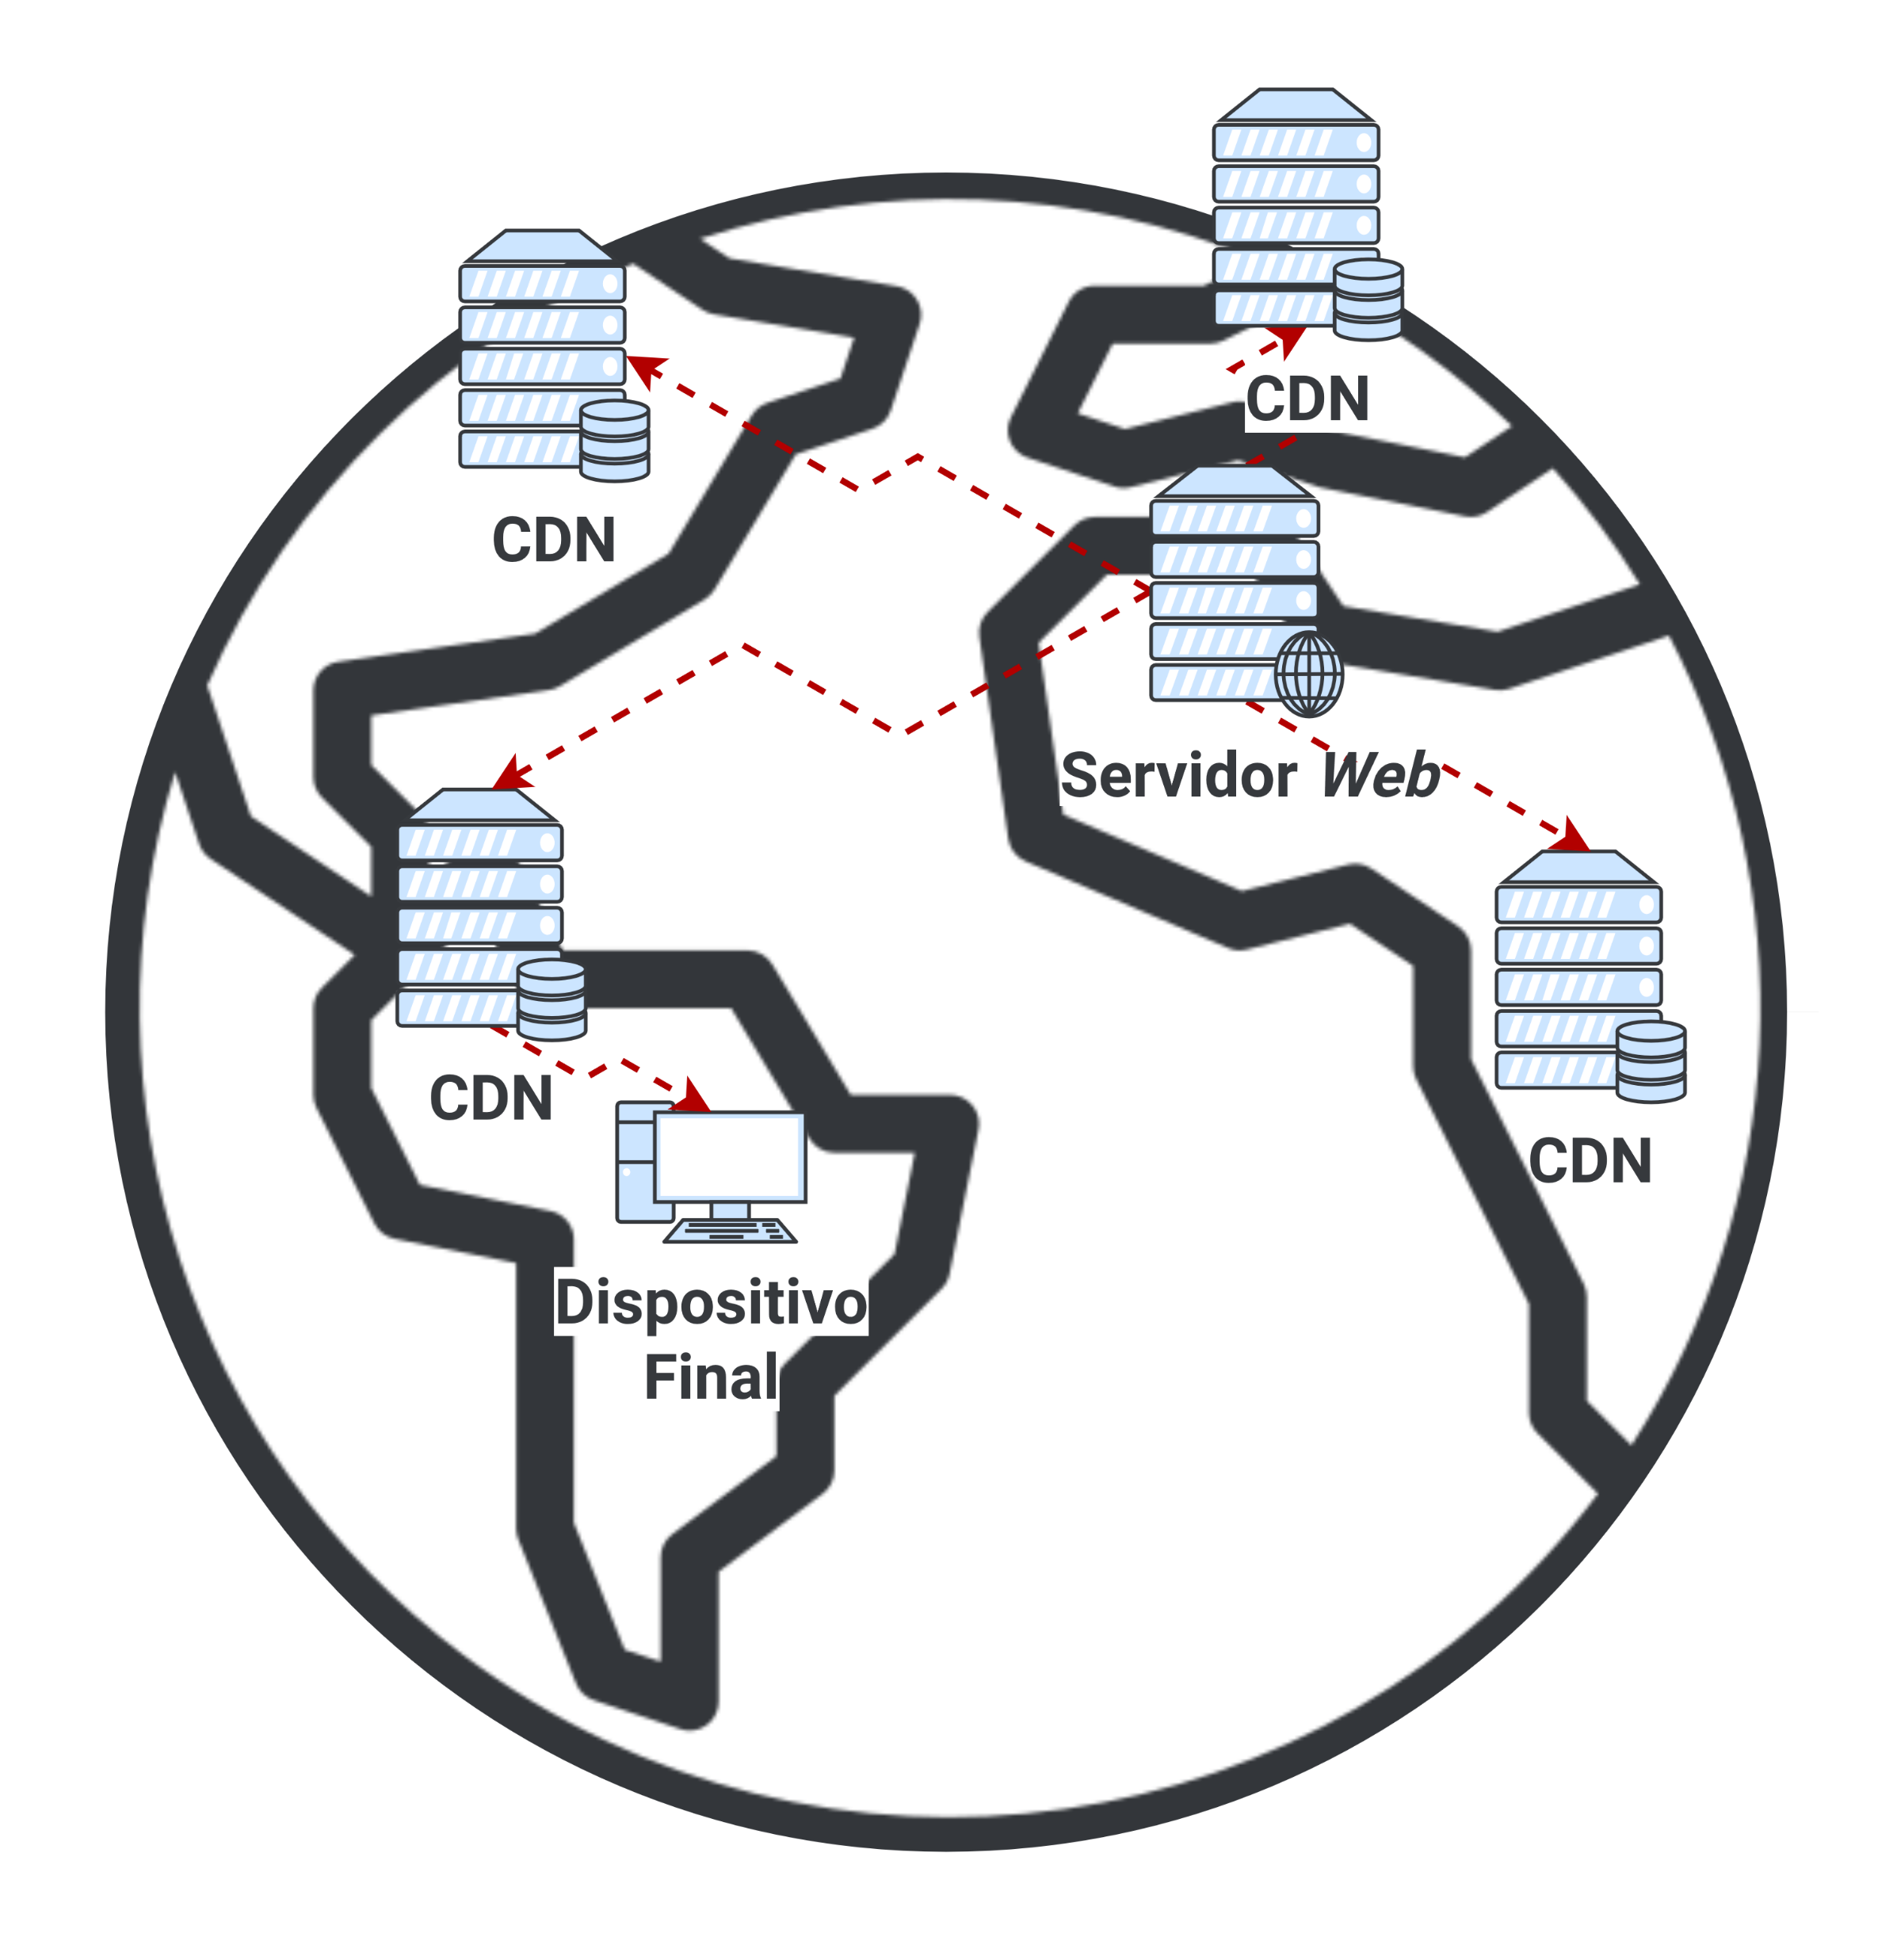 CDN
CDN
Servidor Web
CDN
CDN
Dispositivo
Final